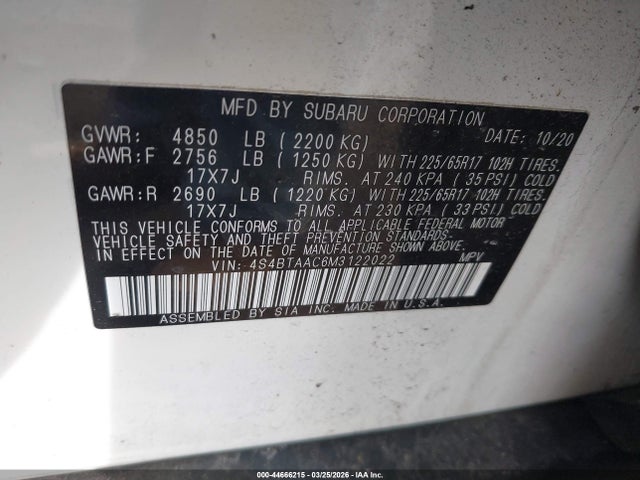 MFD BY SUBARU CORPORATION
DATE: 10/20
GVWR: 4850 LB (2200 KG)
GAWR:F 2756 LB (1250 KG) WITH 225/65R17 102H TIRES.
17X7J RIMS. AT 240 KPA (35 PSI) COLD
GAWR:R 2690 LB (1220 KG) WITH 225/65R17 102H TIRES.
17X7J RIMS. AT 230 KPA (33 PSI) COLD
THIS VEHICLE CONFORMS TO ALL APPLICABLE FEDERAL MOTOR
VEHICLE SAFETY AND THEFT PREVENTION STANDARDS
IN EFFECT ON THE DATE OF MANUFACTURE SHOWN ABOVE.
VIN: 4S4BTAAC6M3122022 MPV
ASSEMBLED BY SIA INC. MADE IN U.S.A.
000-44666215 - 03/25/2026 - IAA Inc.